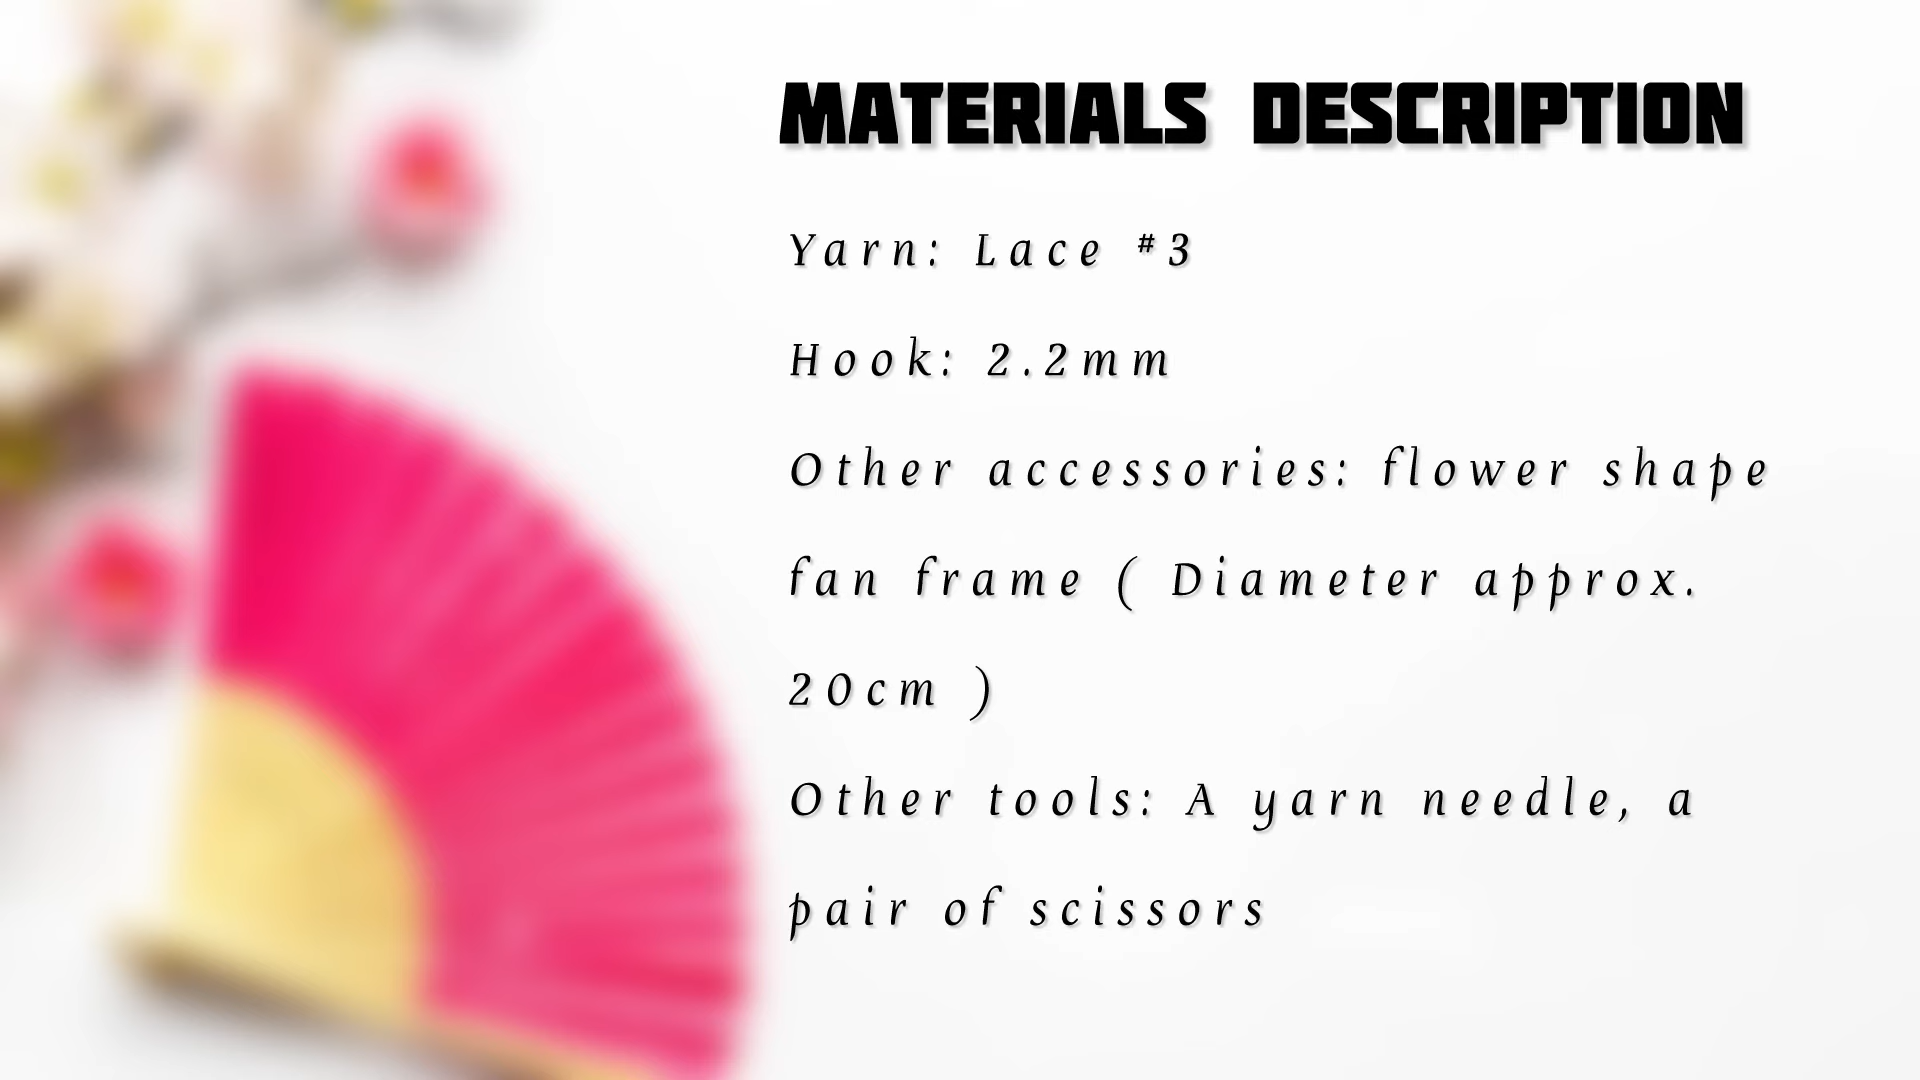 MATERIALS DESCRIPTION
Yarn: Lace #3
Hook: 2.2mm
Other accessories: flower shape
fan frame ( Diameter approx.
20cm )
Other tools: A yarn needle, a
pair of scissors